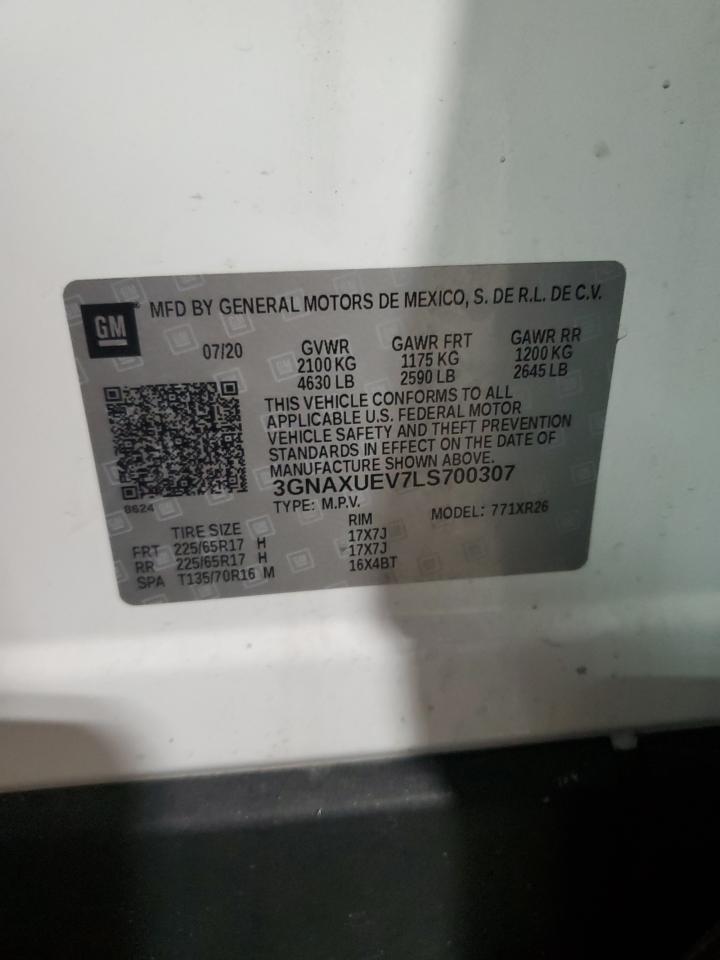 GM MFD BY GENERAL MOTORS DE MEXICO, S. DE R.L. DE C.V.
07/20 GVWR GAWR FRT GAWR RR
2100 KG 1175 KG 1200 KG
4630 LB 2590 LB 2645 LB
THIS VEHICLE CONFORMS TO ALL
APPLICABLE U.S. FEDERAL MOTOR
VEHICLE SAFETY AND THEFT PREVENTION
STANDARDS IN EFFECT ON THE DATE OF
MANUFACTURE SHOWN ABOVE.
3GNAXUEV7LS700307
8624
TYPE: M.P.V. MODEL: 771XR26
TIRE SIZE RIM
FRT 225/65R17 H 17X7J
RR 225/65R17 H 17X7J
SPA T135/70R16 M 16X4BT